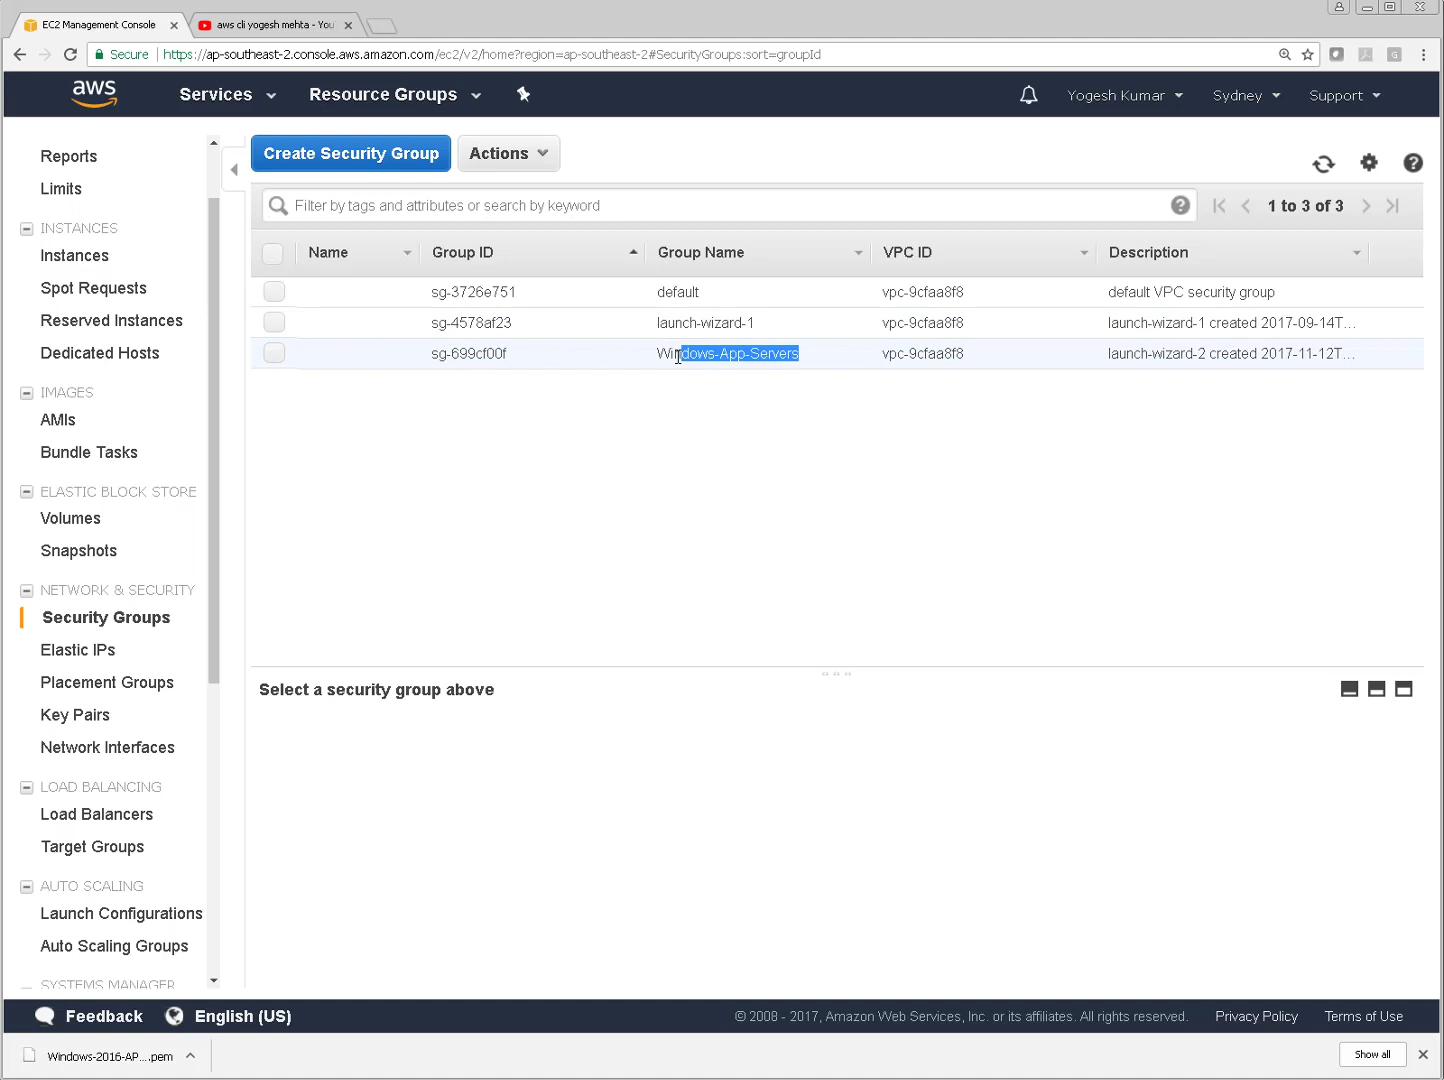 EC2 Management Console
aws cli yogesh mehta - You
Secure
https://ap-southeast-2.console.aws.amazon.com/ec2/v2/home?region=ap-southeast-2#SecurityGroups:sort=groupId
aws
Services
Resource Groups
Yogesh Kumar
Sydney
Support
Reports
Limits
INSTANCES
Instances
Spot Requests
Reserved Instances
Dedicated Hosts
IMAGES
AMIs
Bundle Tasks
ELASTIC BLOCK STORE
Volumes
Snapshots
NETWORK & SECURITY
Security Groups
Elastic IPs
Placement Groups
Key Pairs
Network Interfaces
LOAD BALANCING
Load Balancers
Target Groups
AUTO SCALING
Launch Configurations
Auto Scaling Groups
SYSTEMS MANAGER
Create Security Group
Actions
Filter by tags and attributes or search by keyword
1 to 3 of 3
Name Group ID Group Name VPC ID Description
sg-3726e751 default vpc-9cfaa8f8 default VPC security group
sg-4578af23 launch-wizard-1 vpc-9cfaa8f8 launch-wizard-1 created 2017-09-14T...
sg-699cf00f Windows-App-Servers vpc-9cfaa8f8 launch-wizard-2 created 2017-11-12T...
Select a security group above
Feedback
English (US)
© 2008 - 2017, Amazon Web Services, Inc. or its affiliates. All rights reserved.
Privacy Policy
Terms of Use
Windows-2016-AP....pem
Show all